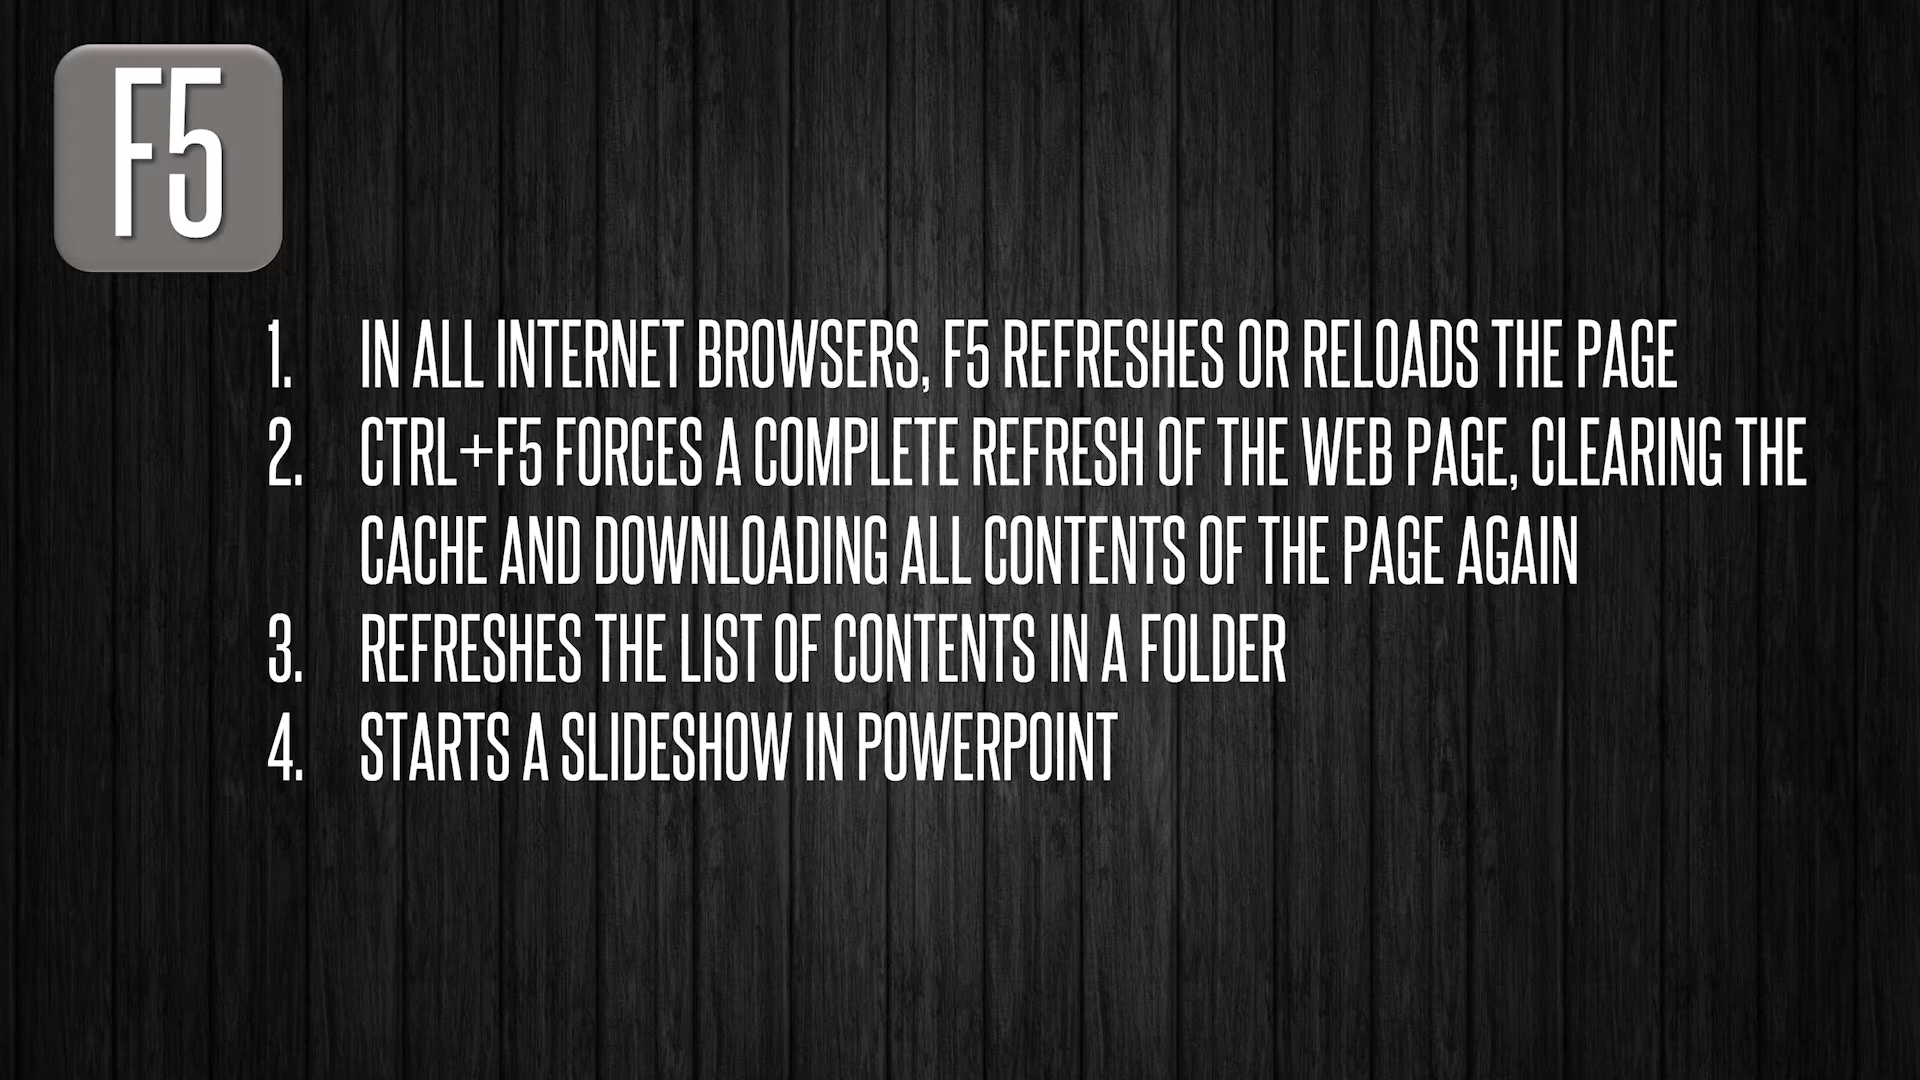 F5
1. IN ALL INTERNET BROWSERS, F5 REFRESHES OR RELOADS THE PAGE
2. CTRL+F5 FORCES A COMPLETE REFRESH OF THE WEB PAGE, CLEARING THE
CACHE AND DOWNLOADING ALL CONTENTS OF THE PAGE AGAIN
3. REFRESHES THE LIST OF CONTENTS IN A FOLDER
4. STARTS A SLIDESHOW IN POWERPOINT